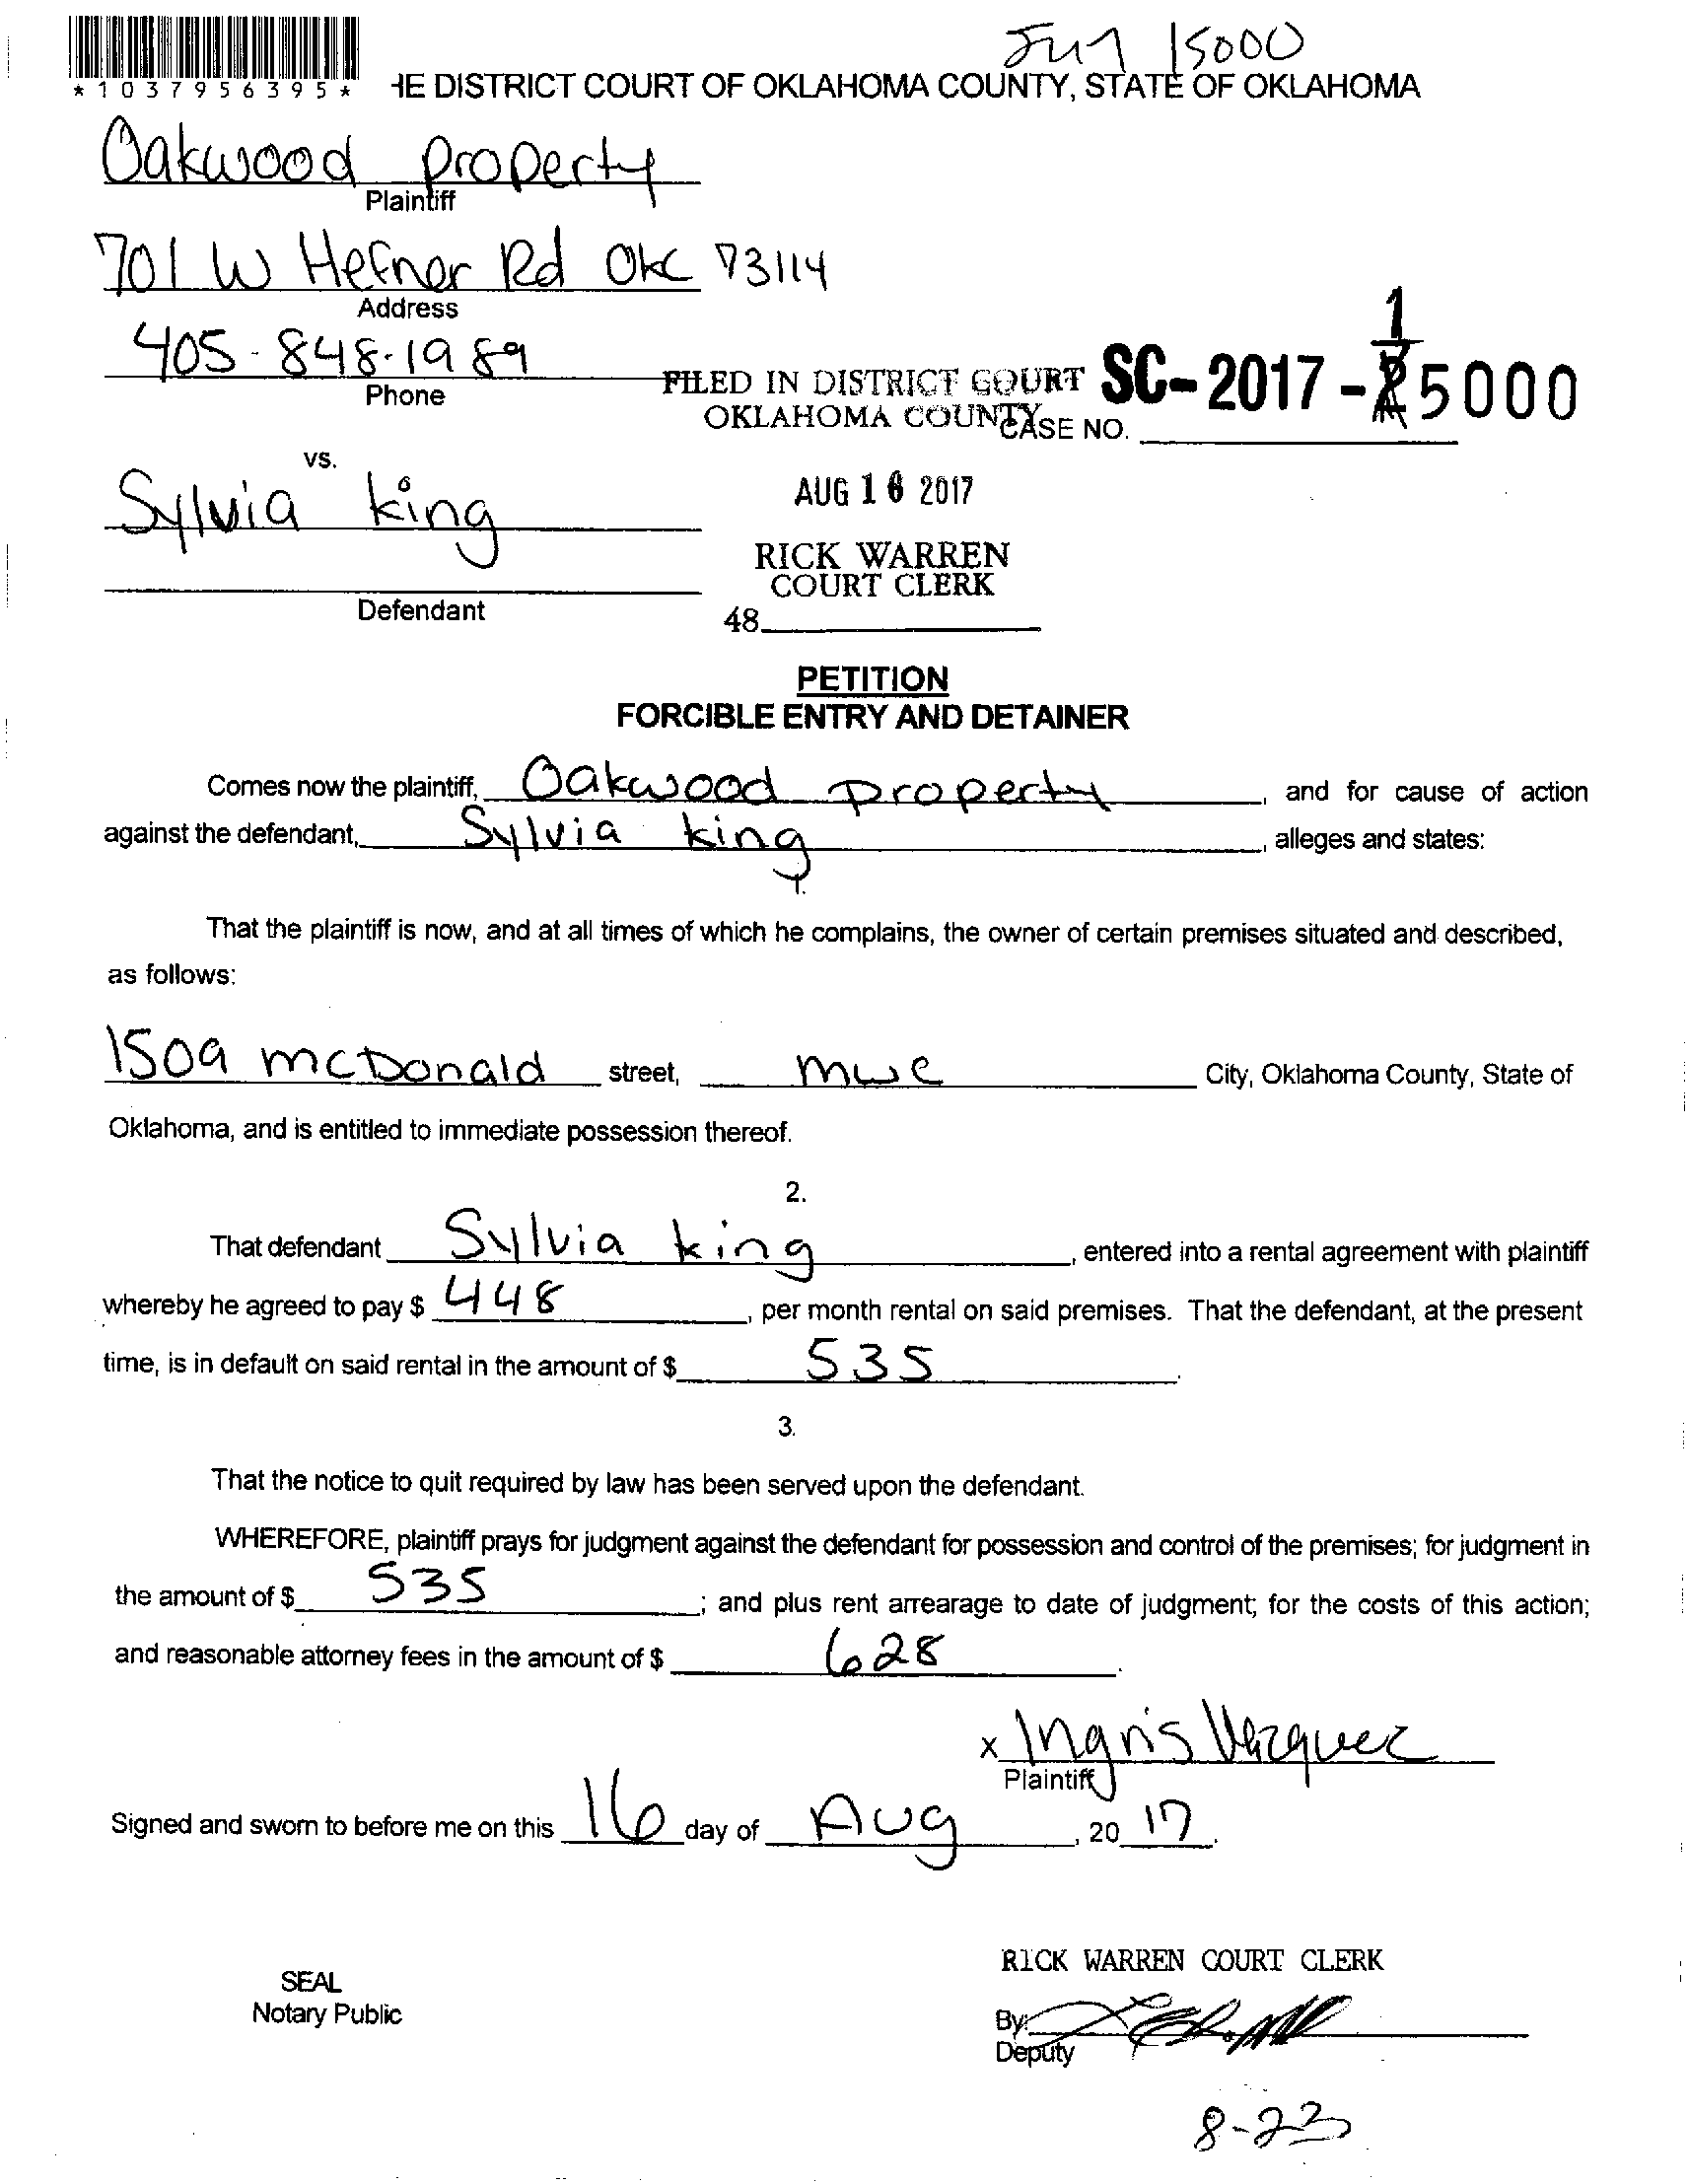 Jun 15000
*1037956395* HE DISTRICT COURT OF OKLAHOMA COUNTY, STATE OF OKLAHOMA
Oakwood property
Plaintiff
701 W Hefner Rd OKC 73114
Address
405-848-1989
Phone
FILED IN DISTRICT COURT
OKLAHOMA COUNTY
CASE NO. SC-2017-15000
vs.
Sylvia king
AUG 16 2017
RICK WARREN
COURT CLERK
Defendant
48
PETITION
FORCIBLE ENTRY AND DETAINER
Comes now the plaintiff, Oakwood property, and for cause of action
against the defendant, Sylvia king, alleges and states:
1.
That the plaintiff is now, and at all times of which he complains, the owner of certain premises situated and described,
as follows:
1509 mcDonald street, mwc City, Oklahoma County, State of
Oklahoma, and is entitled to immediate possession thereof.
2.
That defendant Sylvia king, entered into a rental agreement with plaintiff
whereby he agreed to pay $ 448, per month rental on said premises. That the defendant, at the present
time, is in default on said rental in the amount of $ 535.
3.
That the notice to quit required by law has been served upon the defendant.
WHEREFORE, plaintiff prays for judgment against the defendant for possession and control of the premises; for judgment in
the amount of $ 535; and plus rent arrearage to date of judgment; for the costs of this action;
and reasonable attorney fees in the amount of $ 628.
x Ingris Vazquez
Plaintiff
Signed and sworn to before me on this 16 day of Aug, 20 17.
RICK WARREN COURT CLERK
SEAL
Notary Public
By:
Deputy
8-23